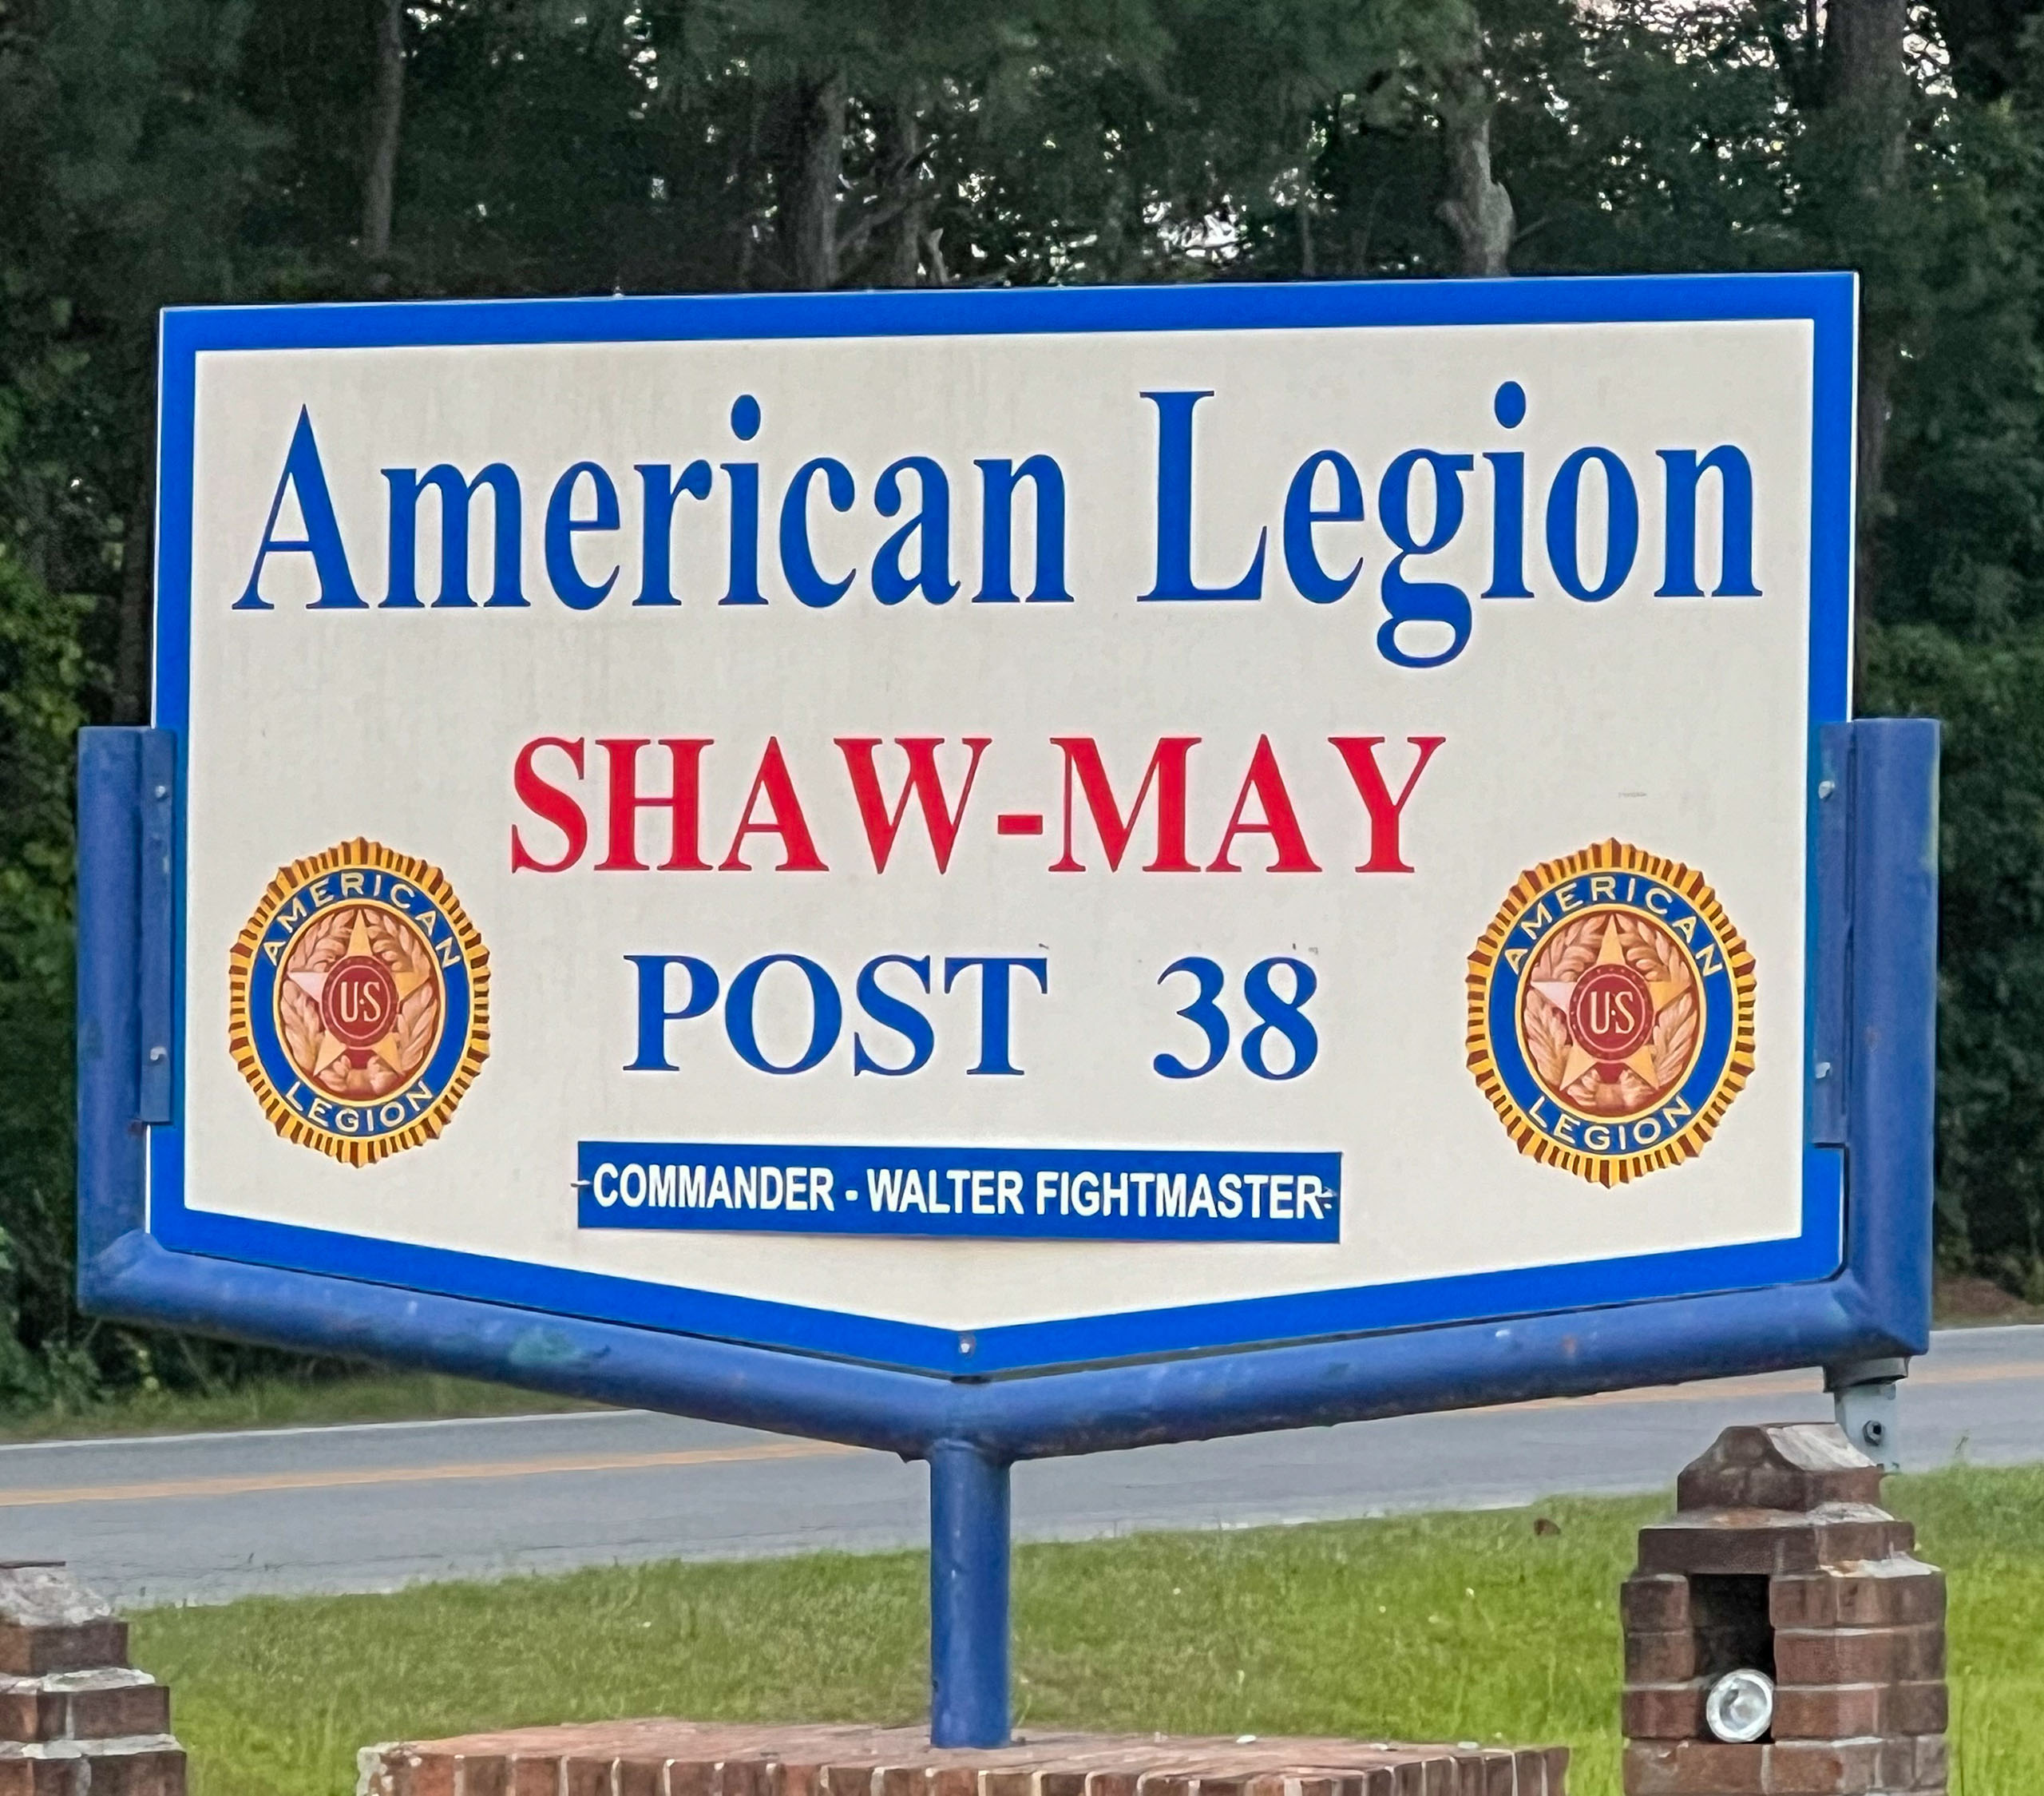 American Legion
SHAW-MAY
POST 38
COMMANDER - WALTER FIGHTMASTER
AMERICAN
U·S
LEGION
AMERICAN
U·S
LEGION